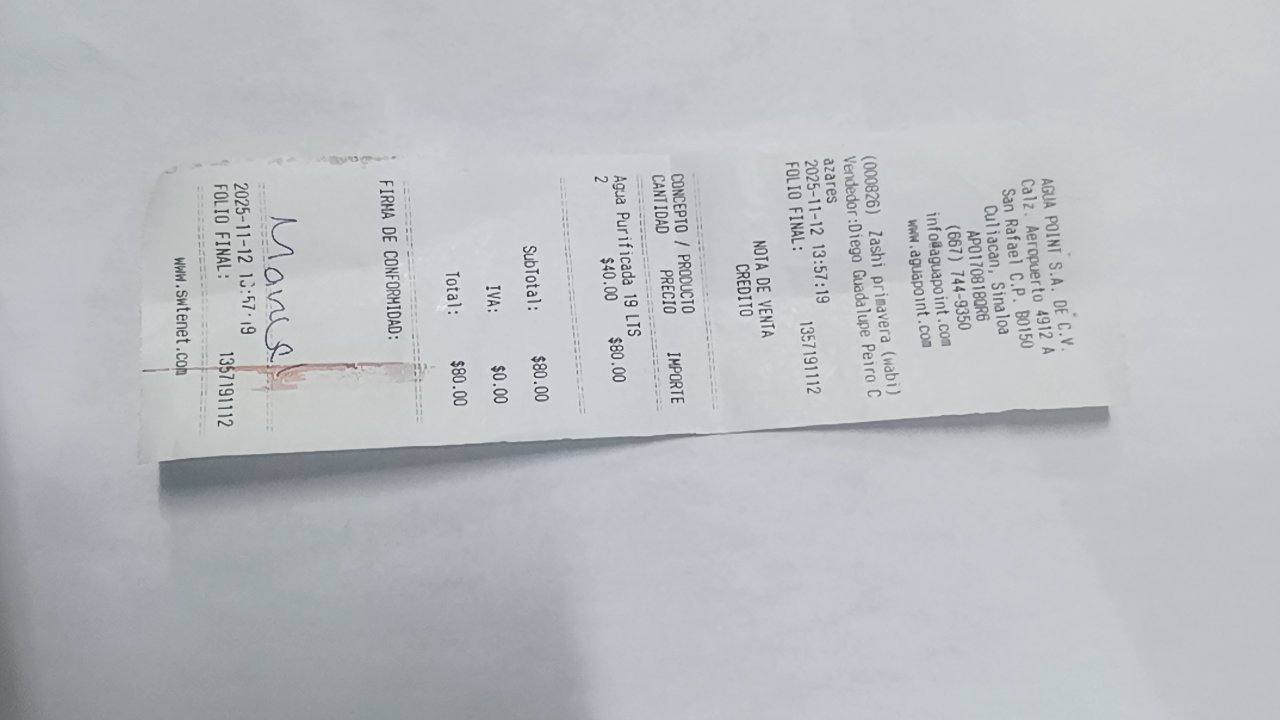 AGUA POINT S.A. DE C.V.
Calz. Aeropuerto 4912 A
San Rafael C.P. 80150
Culiacan, Sinaloa
APO170818QR6
(667) 744-9350
info@aguapoint.com
www.aguapoint.com
(000826) Zashi primavera (wabi)
Vendedor:Diego Guadalupe Peiro C
azares
2025-11-12 13:57:19
FOLIO FINAL: 1357191112
NOTA DE VENTA
CREDITO
CONCEPTO / PRODUCTO
CANTIDAD PRECIO IMPORTE
Agua Purificada 19 LTS
2 $40.00 $80.00
SubTotal: $80.00
IVA: $0.00
Total: $80.00
FIRMA DE CONFORMIDAD:
Manuel
2025-11-12 13:57:19
FOLIO FINAL: 1357191112
www.swtenet.com